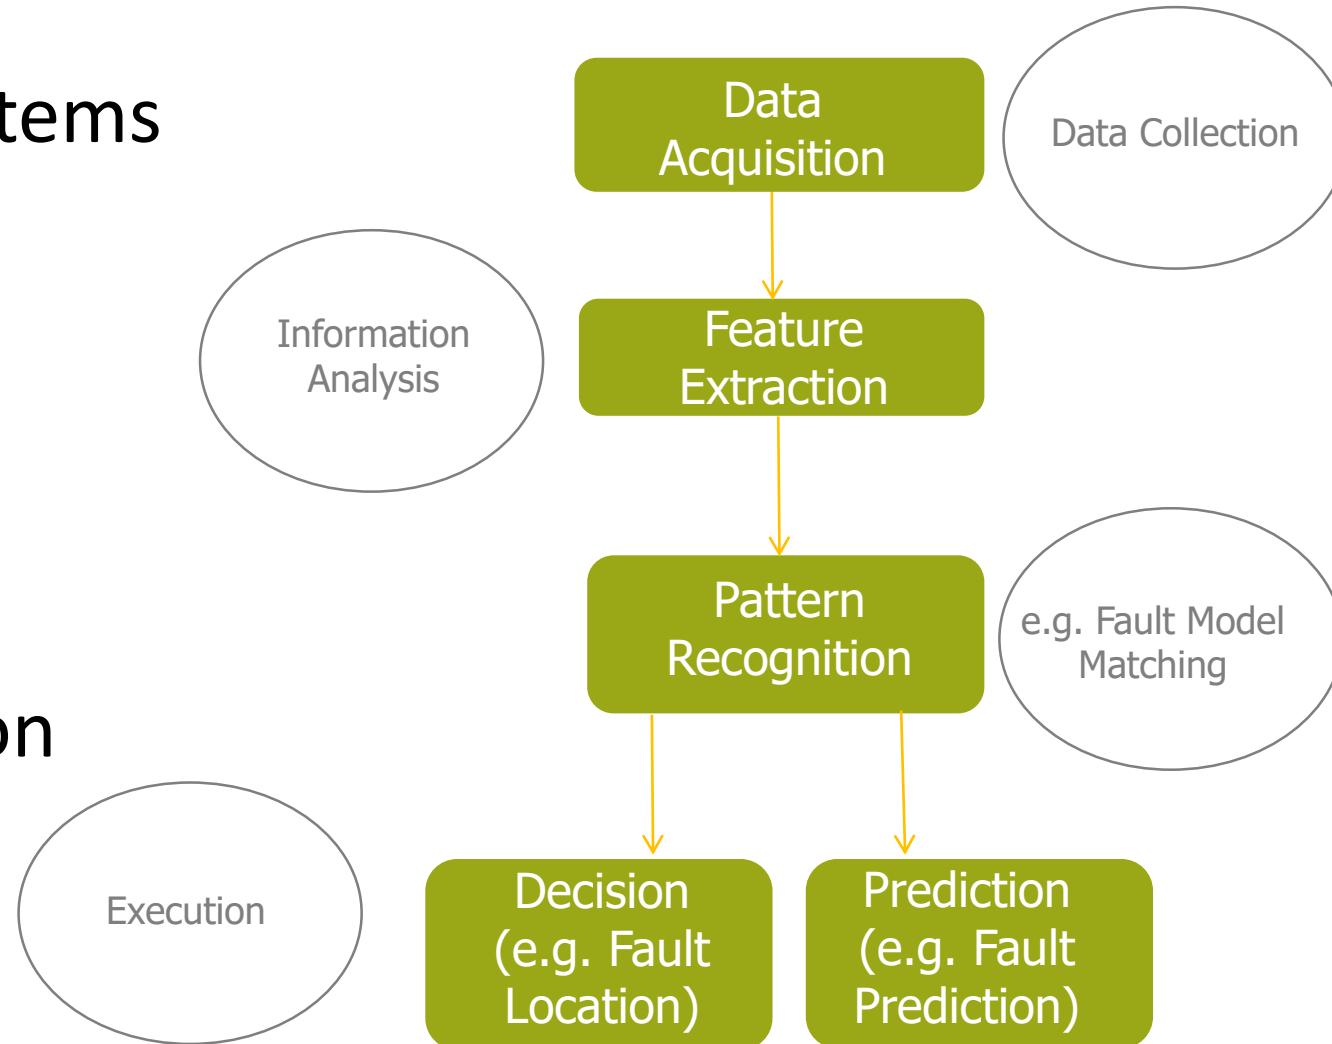 tems
Data
Acquisition
Data Collection
Information
Analysis
Feature
Extraction
Pattern
Recognition
e.g. Fault Model
Matching
on
Execution
Decision
(e.g. Fault
Location)
Prediction
(e.g. Fault
Prediction)